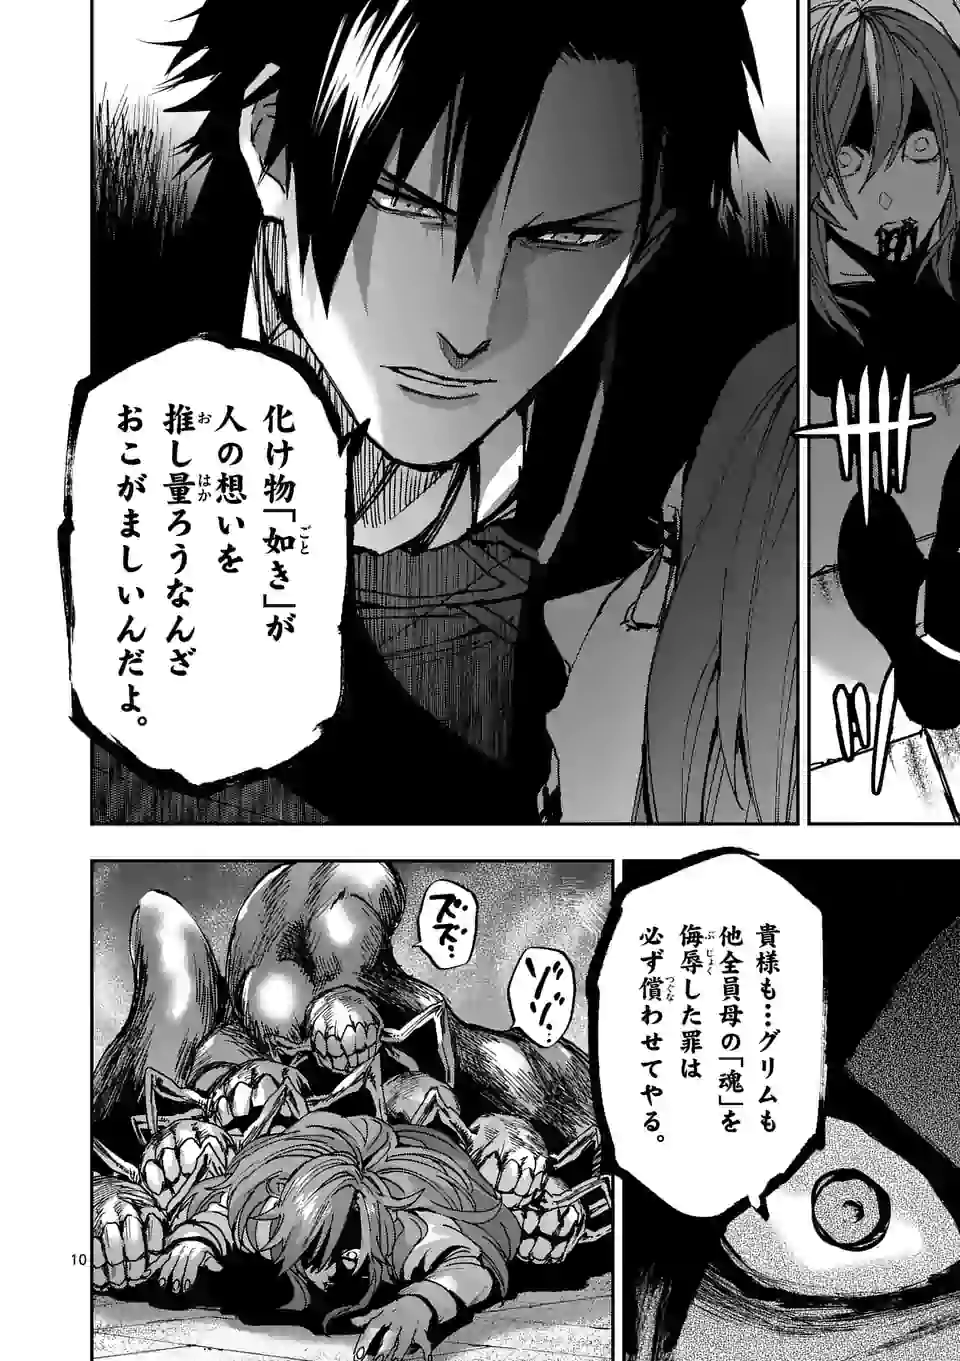 化け物「如き」が
人の想いを
推し量ろうなんざ
おこがましいんだよ。
貴様も…グリムも
他全員母の「魂」を
侮辱した罪は
必ず償わせてやる。
ズズ…
ゾゾ…
10